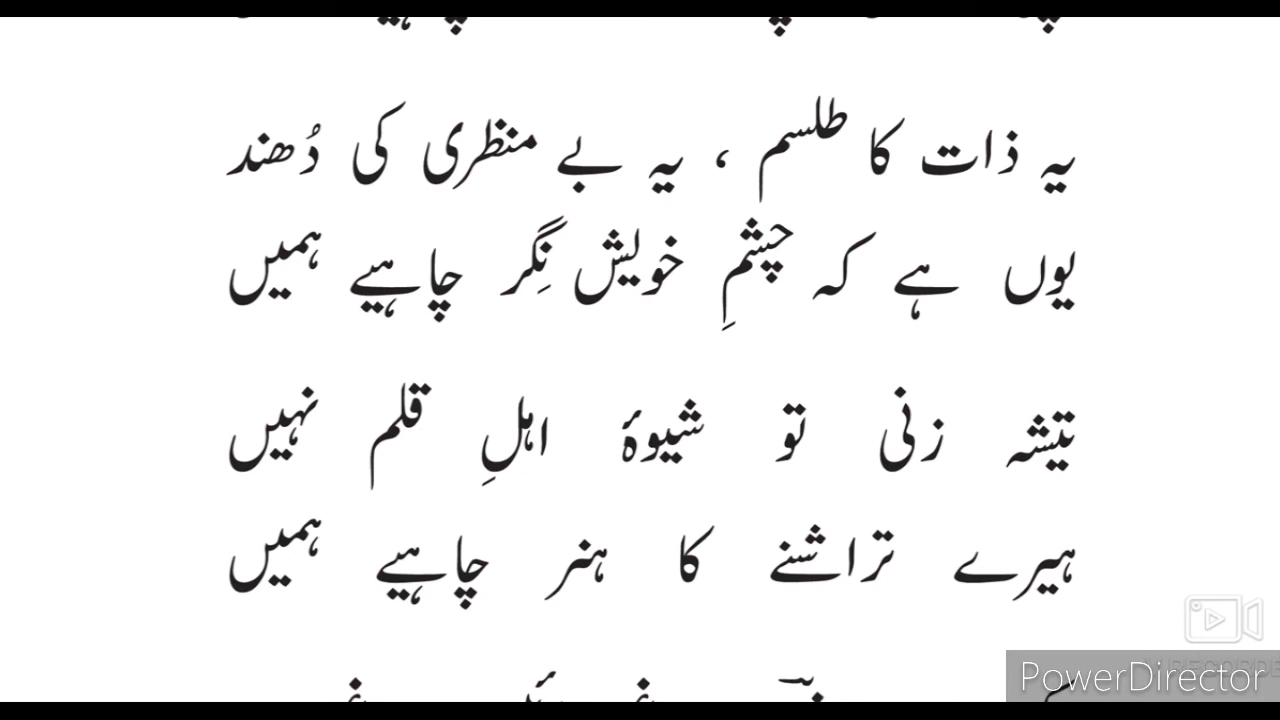 یہ ذات کا طلسم ، یہ بے منظری کی دُھند
یوں ہے کہ چشمِ خویش نِگر چاہیے ہمیں
تیشہ زنی تو شیوۂ اہلِ قلم نہیں
ہیرے تراشنے کا ہنر چاہیے ہمیں
PowerDirector